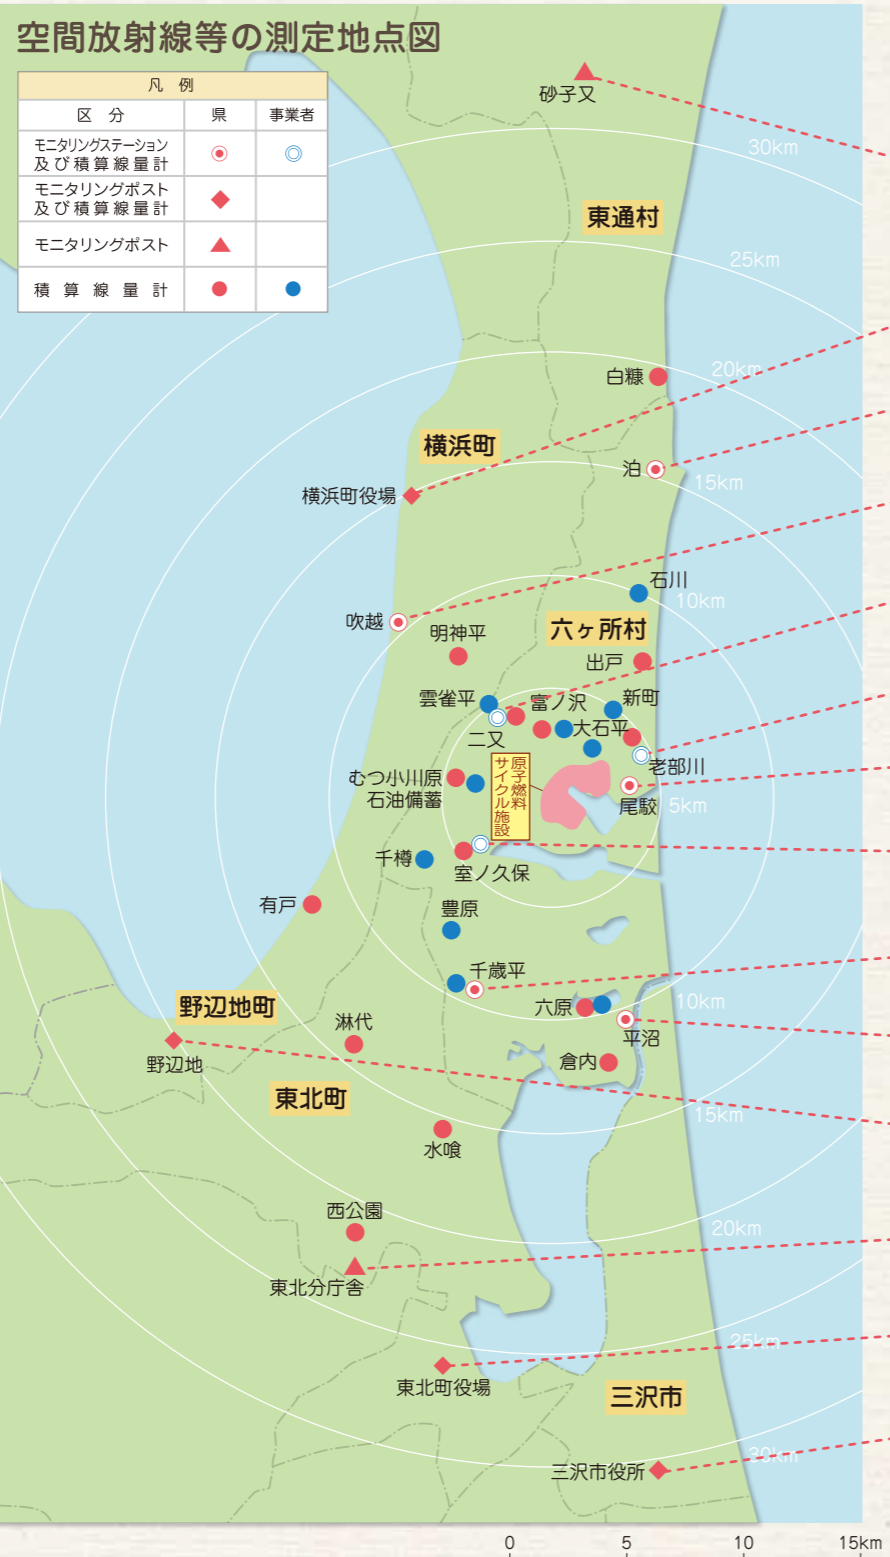 空間放射線等の測定地点図
凡 例
区 分
県
事業者
モニタリングステーション
及び積算線量計
モニタリングポスト
及び積算線量計
モニタリングポスト
積算線量計
砂子又
30km
東通村
25km
20km
白糠
横浜町
泊
15km
横浜町役場
石川
10km
吹越
明神平
六ヶ所村
出戸
雲雀平
富ノ沢
新町
二又
大石平
老部川
むつ小川原
石油備蓄
原子燃料
サイクル施設
尾駮
5km
千樽
室ノ久保
有戸
豊原
千歳平
野辺地町
六原
10km
淋代
平沼
野辺地
倉内
東北町
15km
水喰
西公園
20km
東北分庁舎
25km
東北町役場
三沢市
30km
三沢市役所
0
5
10
15km